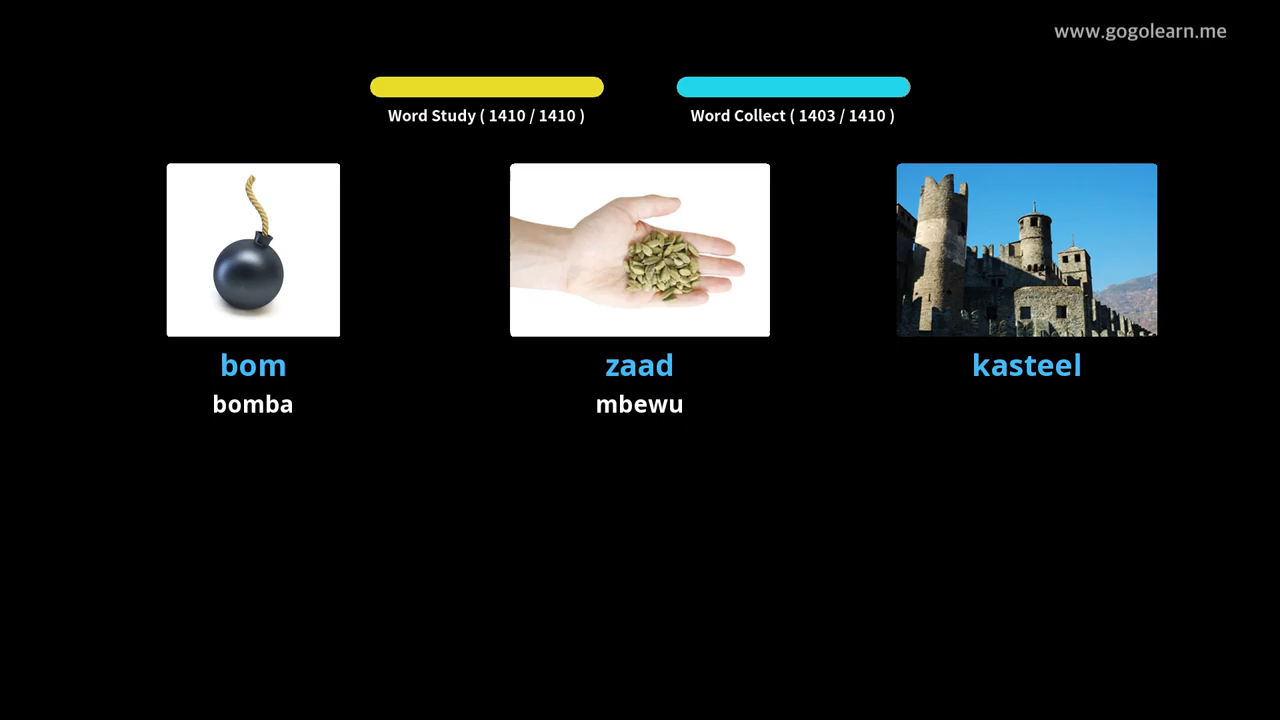 www.gogolearn.me
Word Study ( 1410 / 1410 )
Word Collect ( 1403 / 1410 )
bom
bomba
zaad
mbewu
kasteel